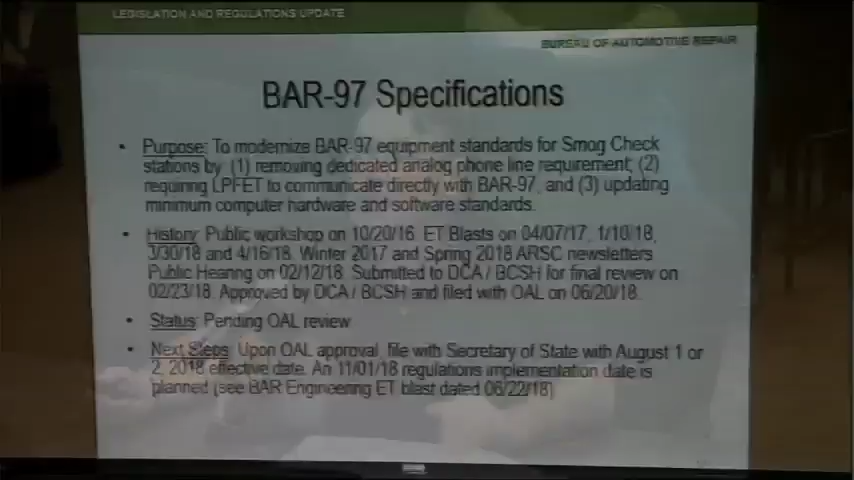 LEGISLATION AND REGULATIONS UPDATE
BUREAU OF AUTOMOTIVE REPAIR
BAR-97 Specifications
• Purpose: To modernize BAR-97 equipment standards for Smog Check
stations by (1) removing dedicated analog phone line requirement; (2)
requiring LPFET to communicate directly with BAR-97, and (3) updating
minimum computer hardware and software standards.
• History: Public workshop on 10/20/16. ET Blasts on 04/07/17, 1/10/18,
3/30/18 and 4/16/18. Winter 2017 and Spring 2018 ARSC newsletters
Public Hearing on 02/12/18. Submitted to DCA / BCSH for final review on
02/23/18. Approved by DCA / BCSH and filed with OAL on 06/20/18.
• Status: Pending OAL review
• Next Steps: Upon OAL approval, file with Secretary of State with August 1 or
2, 2018 effective date. An 11/01/18 regulations implementation date is
planned (see BAR Engineering ET blast dated 06/22/18)